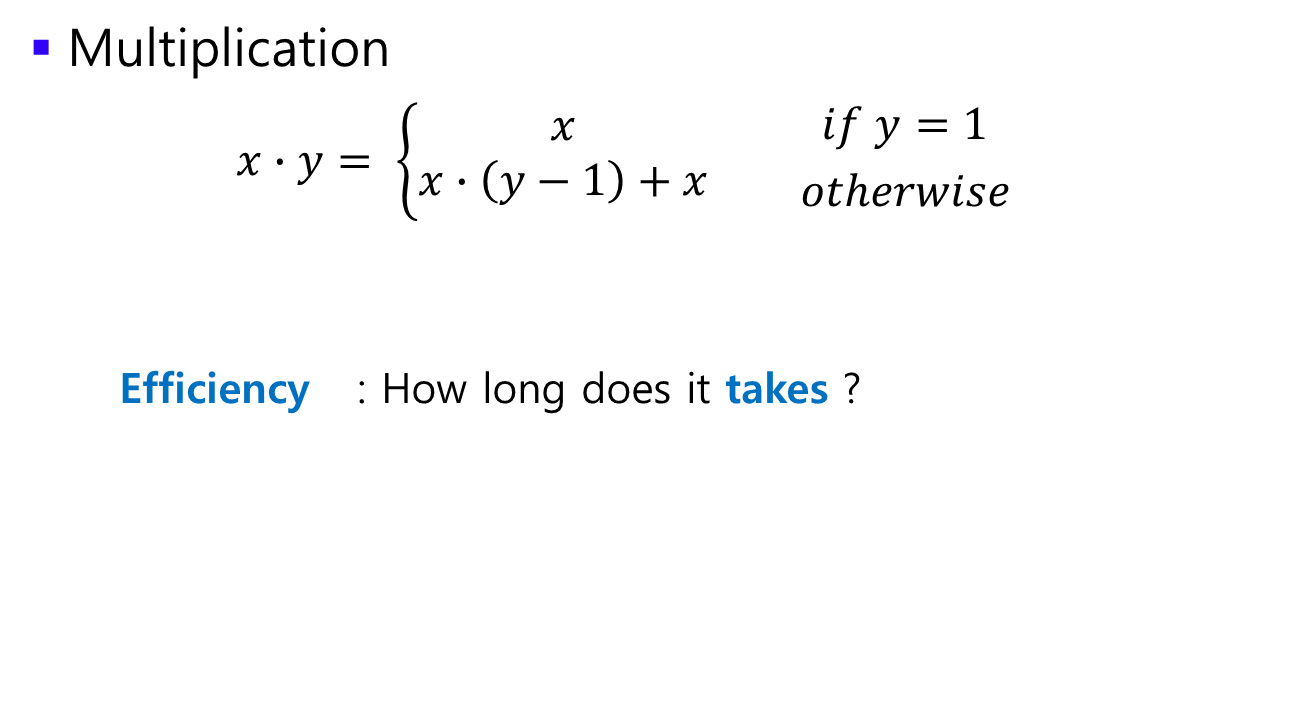 ▪ Multiplication
x · y = { x if y = 1
x · (y − 1) + x otherwise
Efficiency : How long does it takes ?